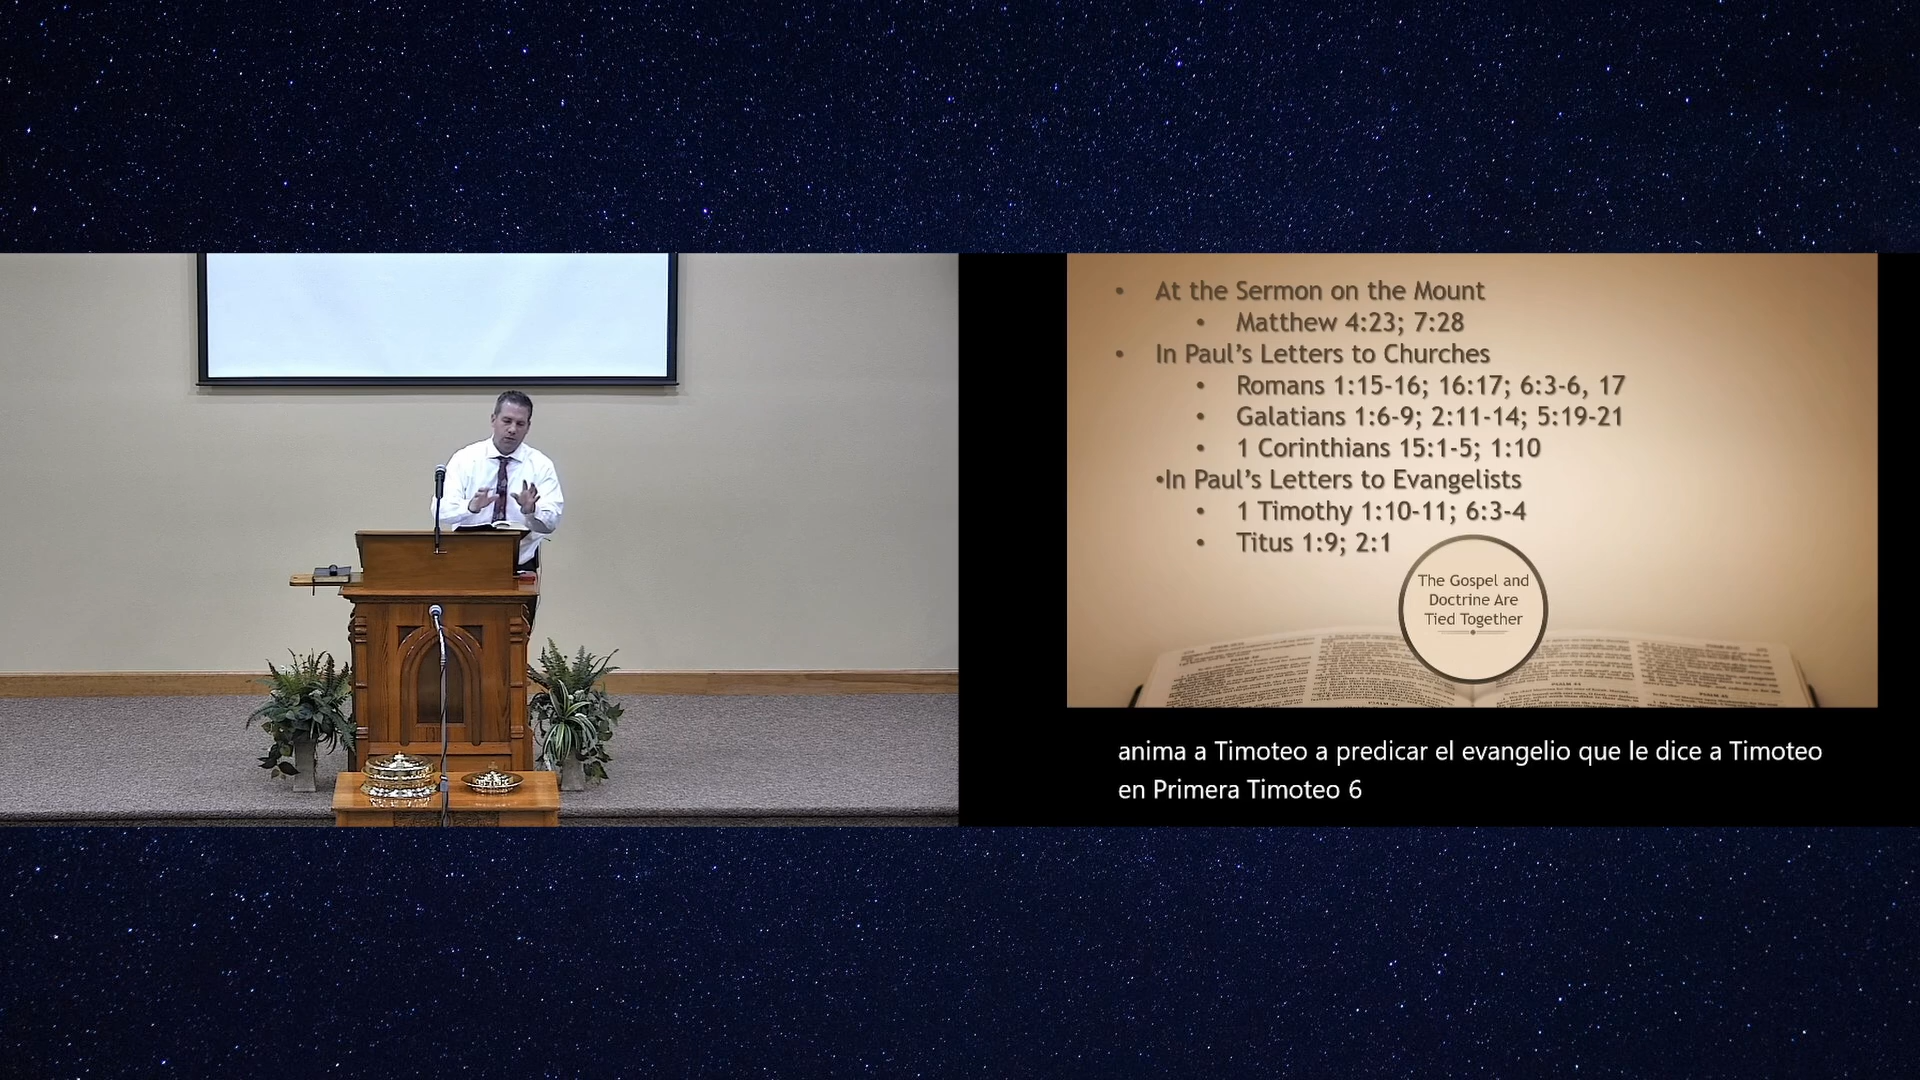 • At the Sermon on the Mount
• Matthew 4:23; 7:28
• In Paul’s Letters to Churches
• Romans 1:15-16; 16:17; 6:3-6, 17
• Galatians 1:6-9; 2:11-14; 5:19-21
• 1 Corinthians 15:1-5; 1:10
•In Paul’s Letters to Evangelists
• 1 Timothy 1:10-11; 6:3-4
• Titus 1:9; 2:1
The Gospel and
Doctrine Are
Tied Together
anima a Timoteo a predicar el evangelio que le dice a Timoteo
en Primera Timoteo 6